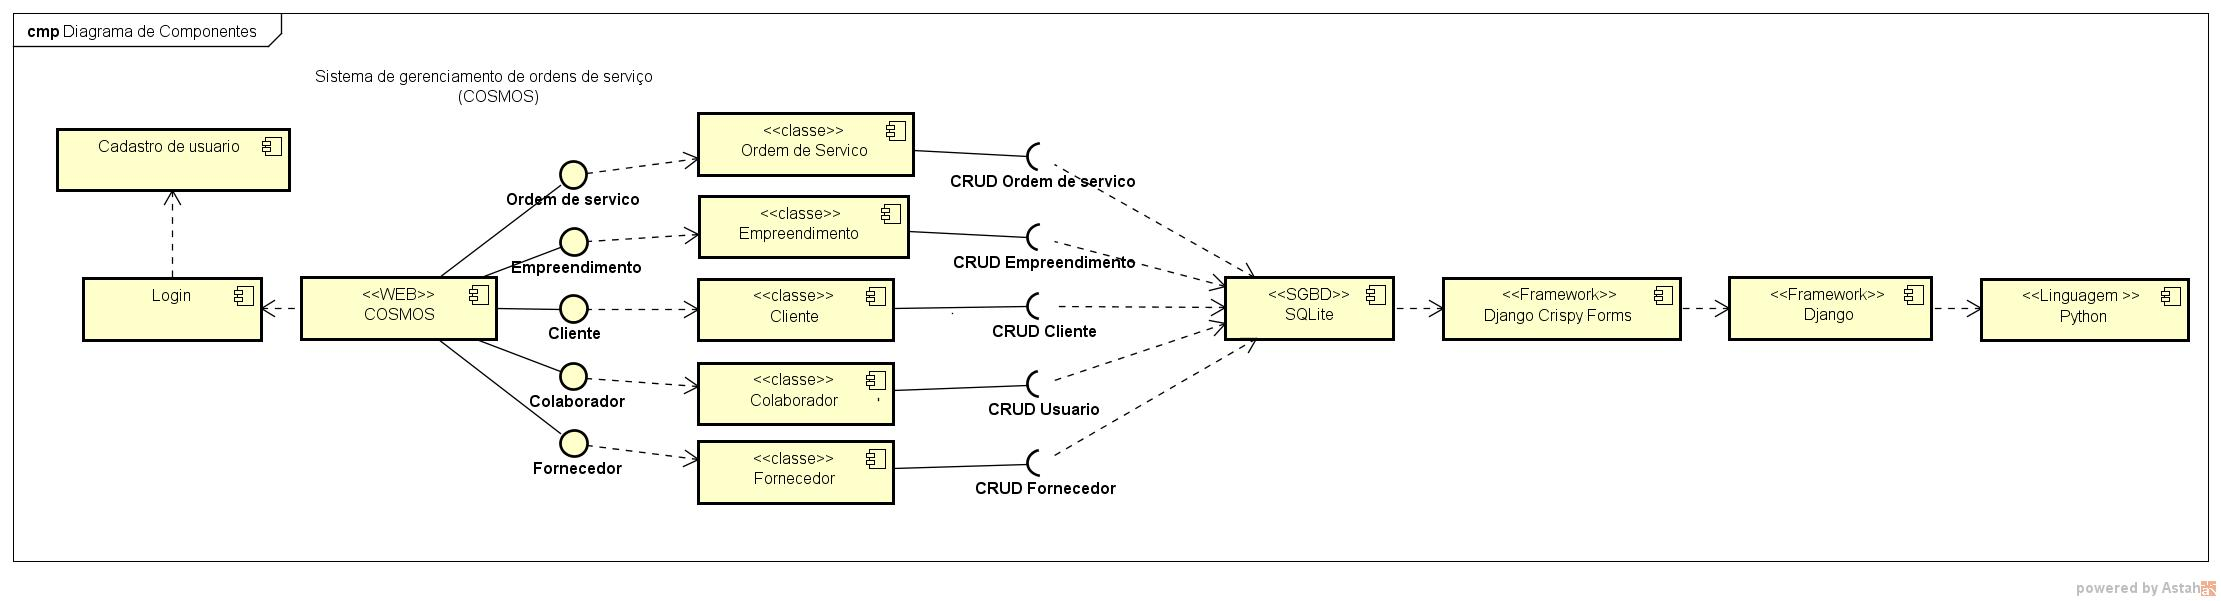 cmp Diagrama de Componentes
Sistema de gerenciamento de ordens de serviço
(COSMOS)
Cadastro de usuario
Login
<<WEB>>
COSMOS
Ordem de servico
Empreendimento
Cliente
Colaborador
Fornecedor
<<classe>>
Ordem de Servico
<<classe>>
Empreendimento
<<classe>>
Cliente
<<classe>>
Colaborador
<<classe>>
Fornecedor
CRUD Ordem de servico
CRUD Empreendimento
CRUD Cliente
CRUD Usuario
CRUD Fornecedor
<<SGBD>>
SQLite
<<Framework>>
Django Crispy Forms
<<Framework>>
Django
<<Linguagem >>
Python
powered by Astah